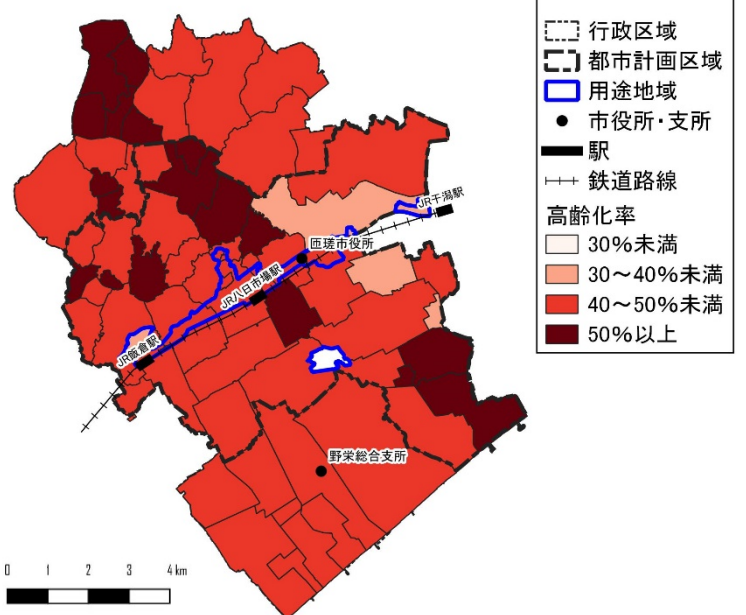 行政区域
都市計画区域
用途地域
市役所・支所
駅
鉄道路線
高齢化率
30%未満
30～40%未満
40～50%未満
50%以上
JR干潟駅
匝瑳市役所
JR八日市場駅
JR飯倉駅
野栄総合支所
0 1 2 3 4 km